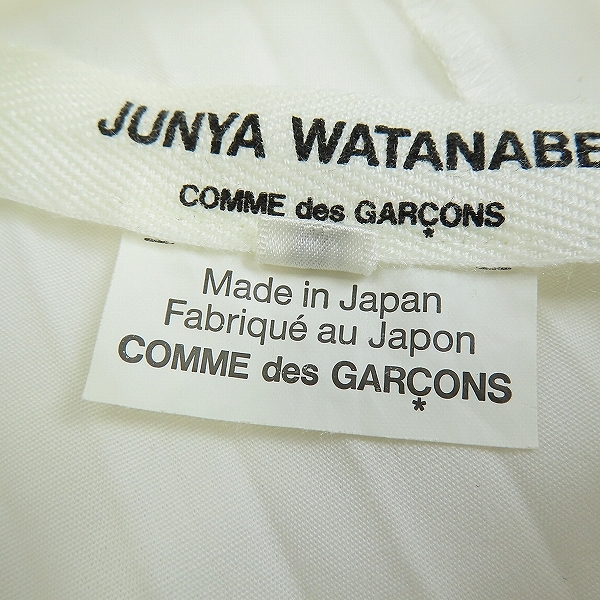 JUNYA WATANABE
COMME des GARÇONS
*
Made in Japan
Fabriqué au Japon
COMME des GARÇONS
*